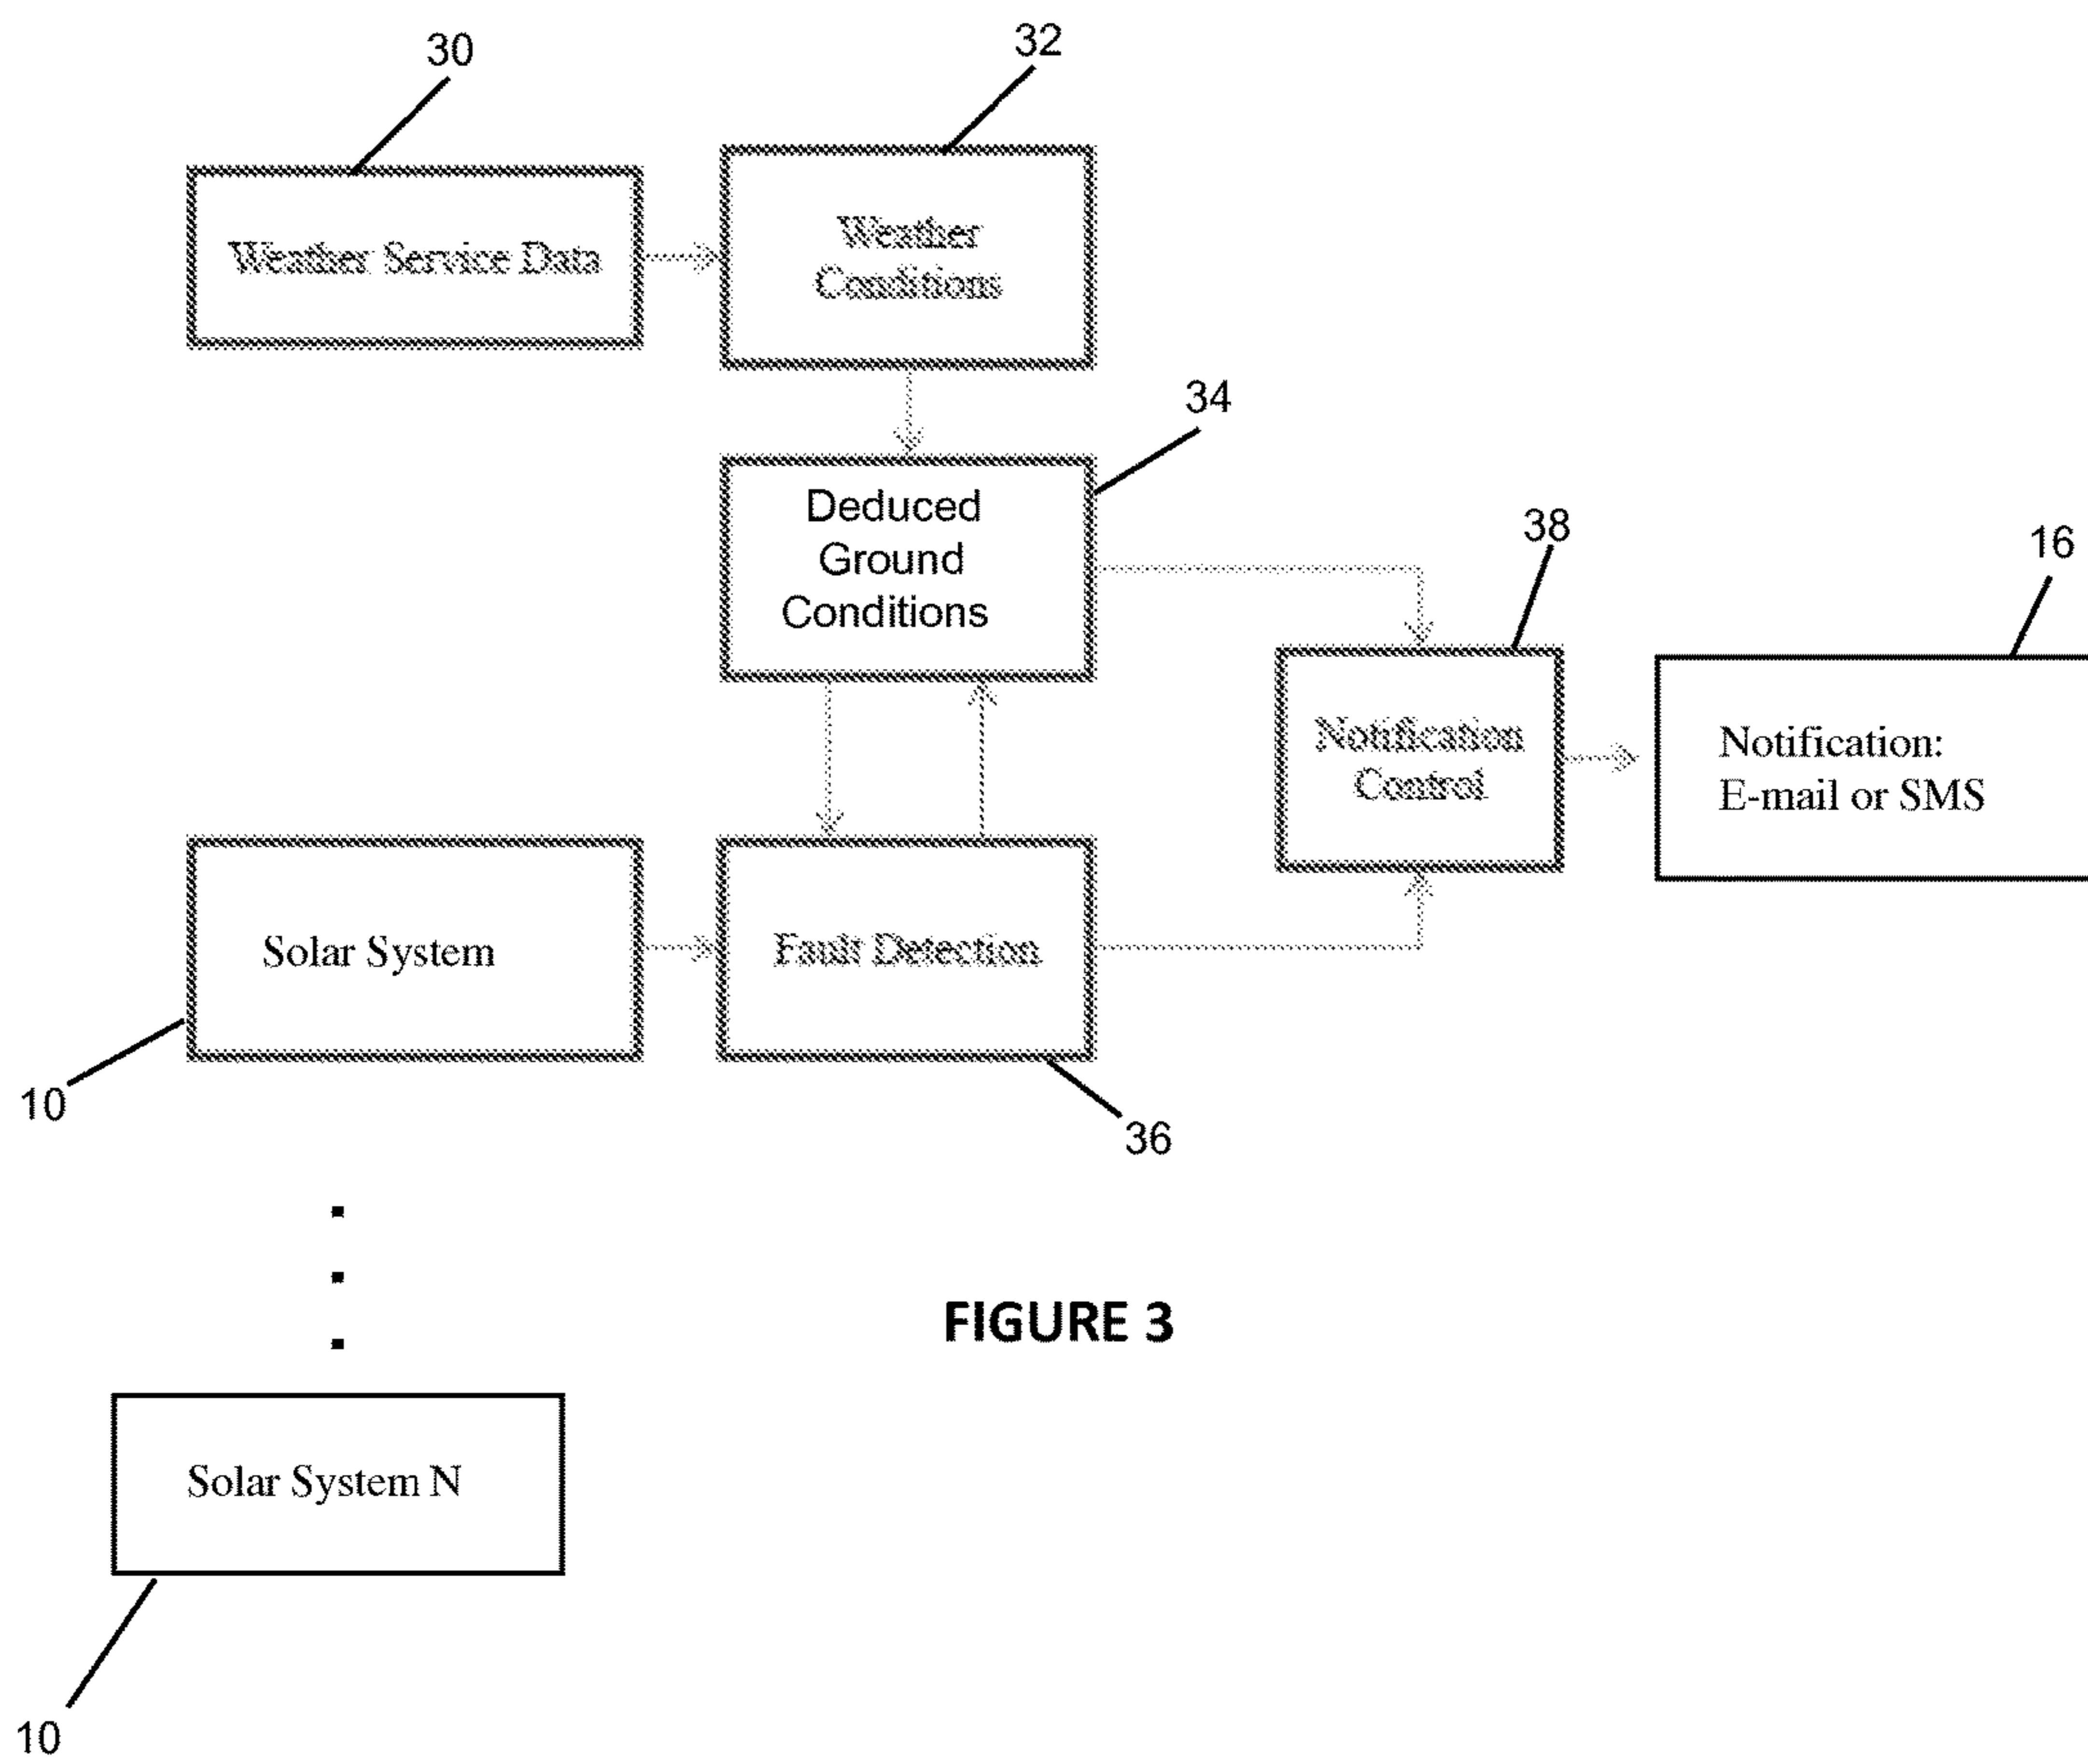 30
32
Weather Service Data
Weather
Conditions
34
Deduced
Ground
Conditions
38
16
Notification
Control
Notification:
E-mail or SMS
Solar System
Fault Detection
10
36
FIGURE 3
Solar System N
10